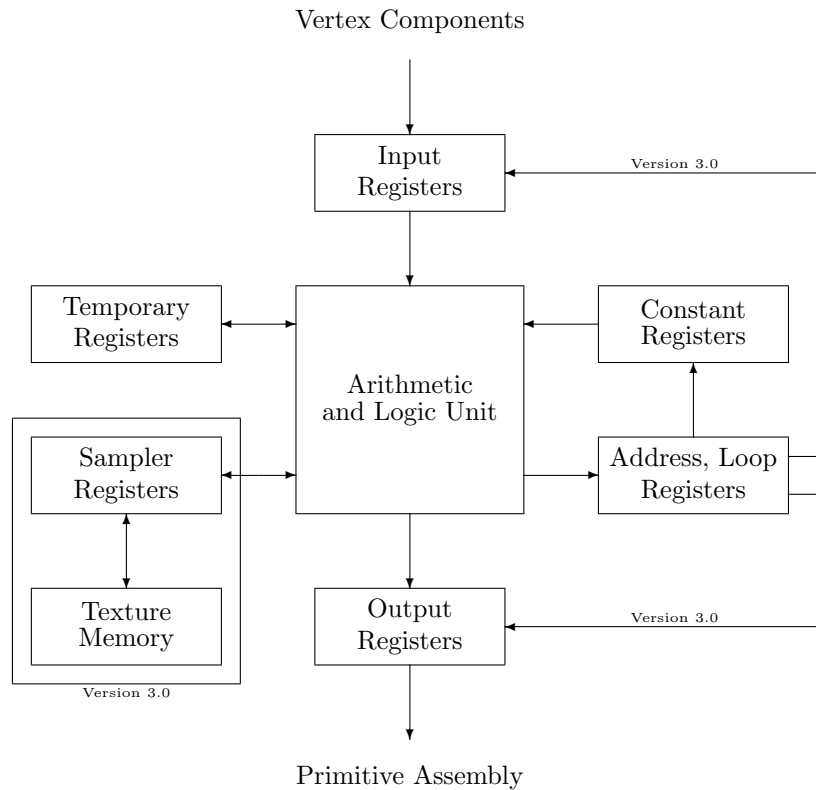 Vertex Components
Input
Registers
Version 3.0
Temporary
Registers
Arithmetic
and Logic Unit
Constant
Registers
Sampler
Registers
Address, Loop
Registers
Texture
Memory
Version 3.0
Output
Registers
Version 3.0
Primitive Assembly